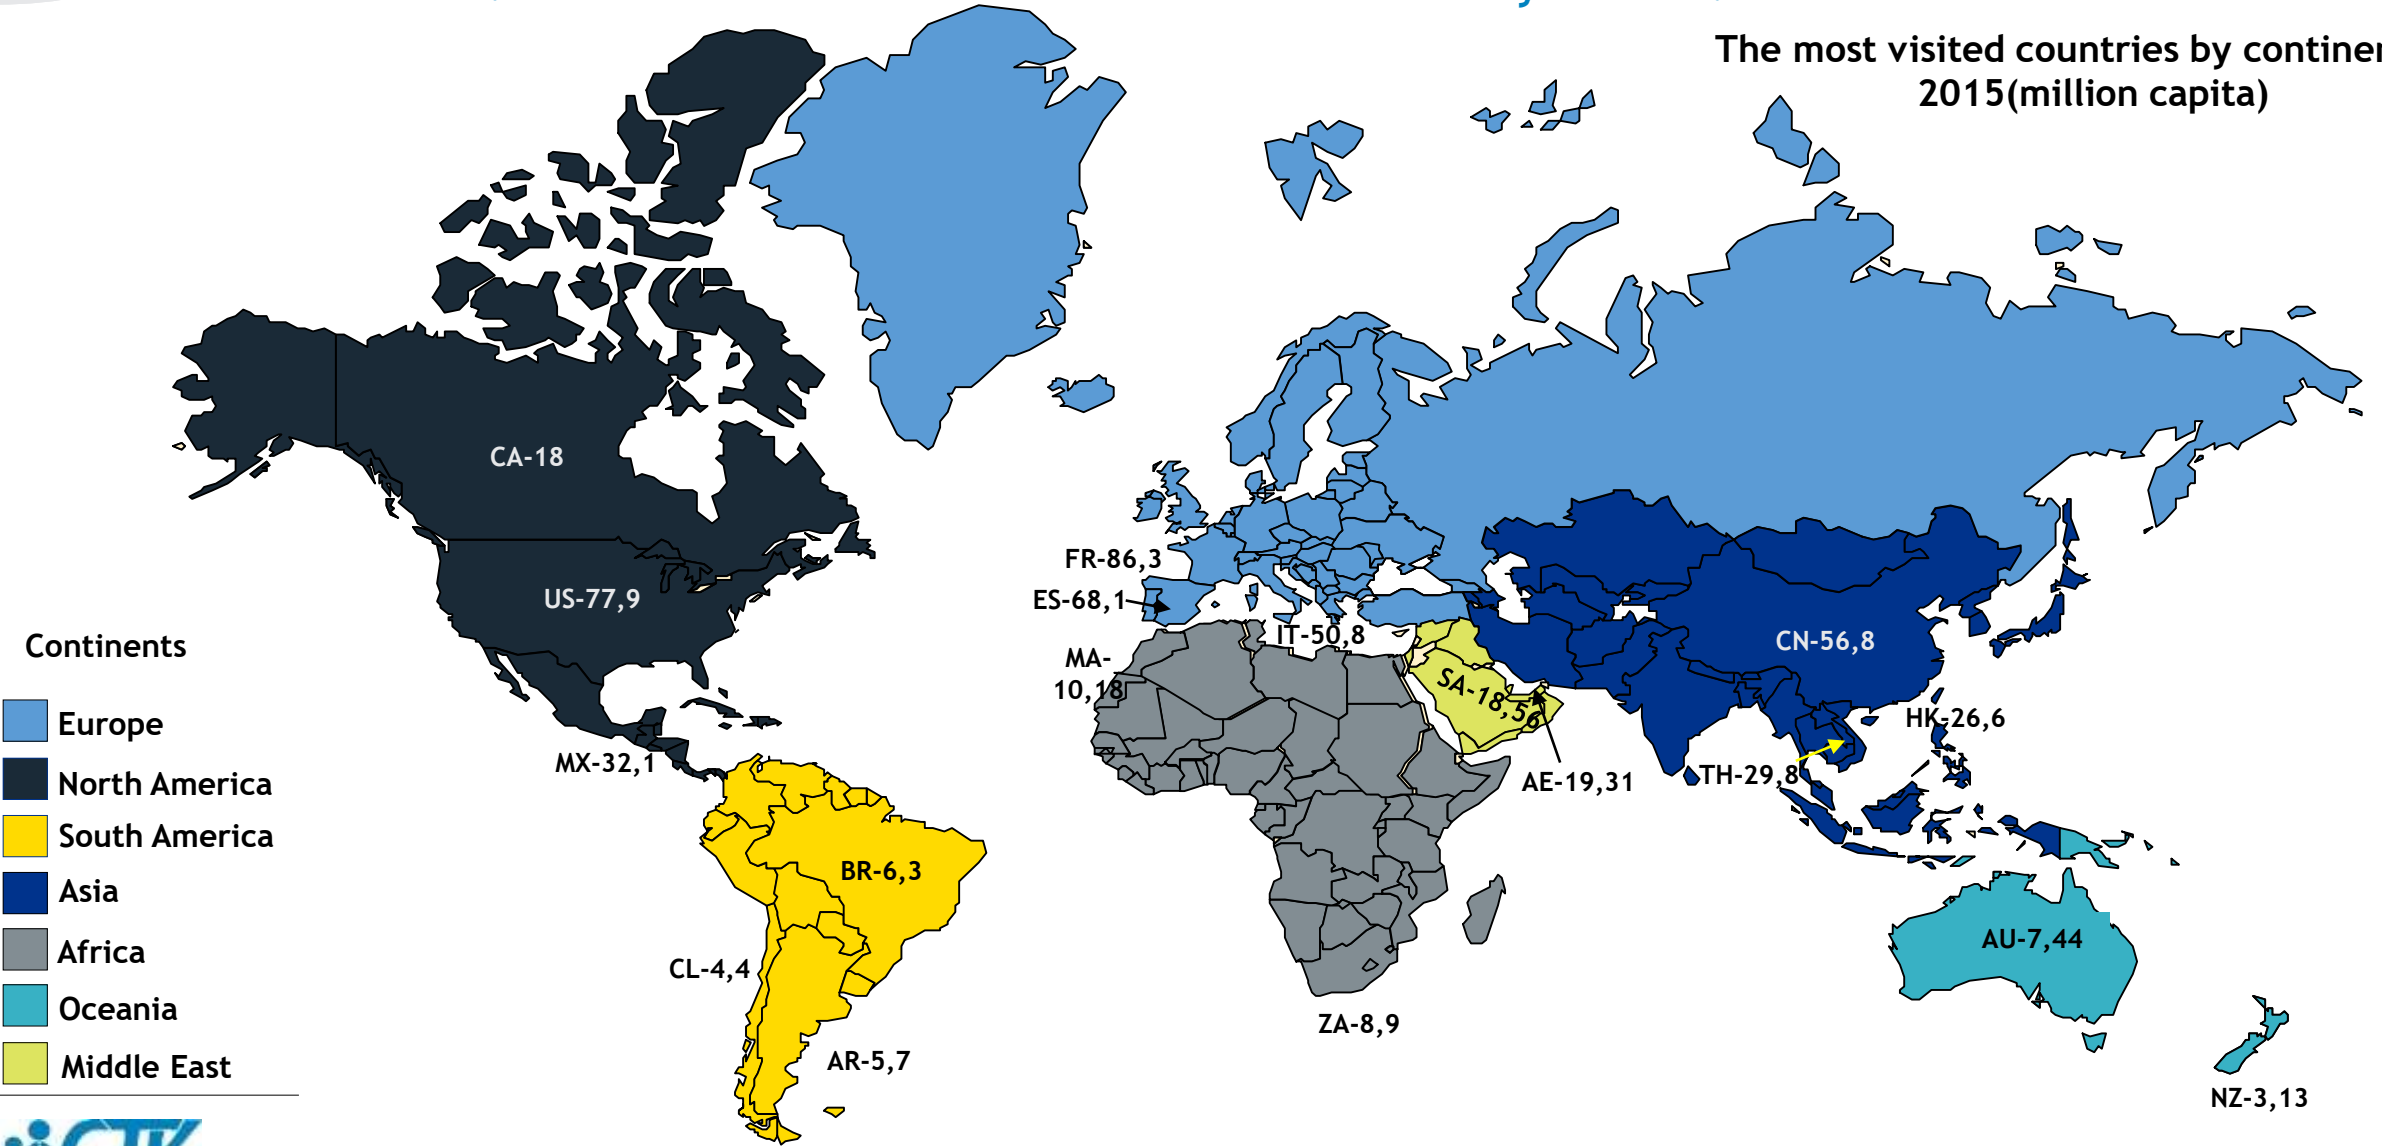 The most visited countries by
2015(million capita)
CA-18
US-77,9
MX-32,1
FR-86,3
ES-68,1
IT-50,8
MA-
10,18
SA-18,56
AE-19,31
CN-56,8
HK-26,6
TH-29,8
BR-6,3
CL-4,4
AR-5,7
ZA-8,9
AU-7,44
NZ-3,13
Continents
Europe
North America
South America
Asia
Africa
Oceania
Middle East